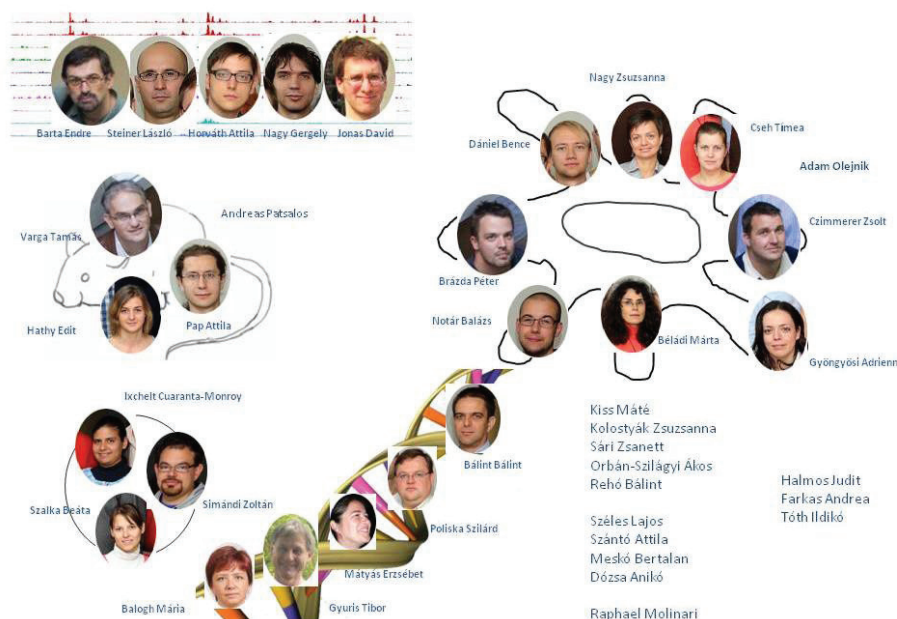 Barta Endre
Steiner László
Horváth Attila
Nagy Gergely
Jonas David
Nagy Zsuzsanna
Dániel Bence
Cseh Tímea
Adam Olejnik
Andreas Patsalos
Varga Tamás
Czimmerer Zsolt
Brázda Péter
Hathy Edit
Pap Attila
Notár Balázs
Béládi Márta
Gyöngyösi Adrienn
Ixchelt Cuaranta-Monroy
Bálint Bálint
Szalka Beáta
Simándi Zoltán
Poliska Szilárd
Mátyás Erzsébet
Balogh Mária
Gyuris Tibor
Kiss Máté
Kolostyák Zsuzsanna
Sári Zsanett
Orbán-Szilágyi Ákos
Rehó Bálint
Széles Lajos
Szántó Attila
Meskó Bertalan
Dózsa Anikó
Raphael Molinari
Halmos Judit
Farkas Andrea
Tóth Ildikó